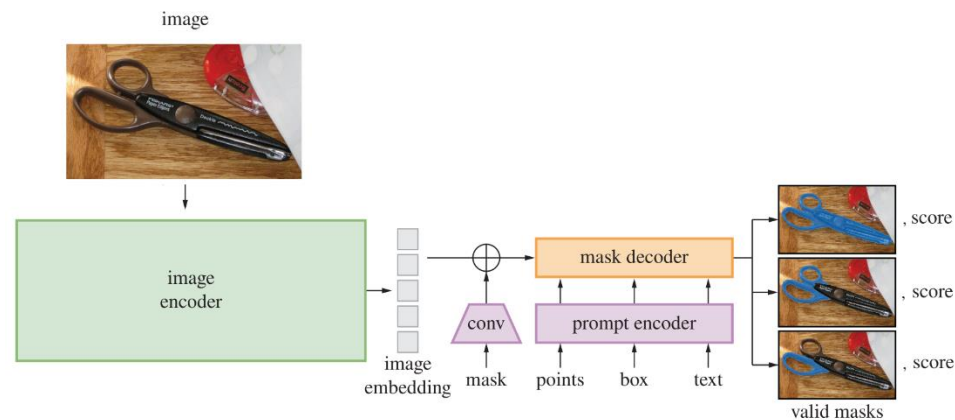 image
image
encoder
image
embedding
conv
mask
mask decoder
prompt encoder
points
box
text
, score
, score
, score
valid masks